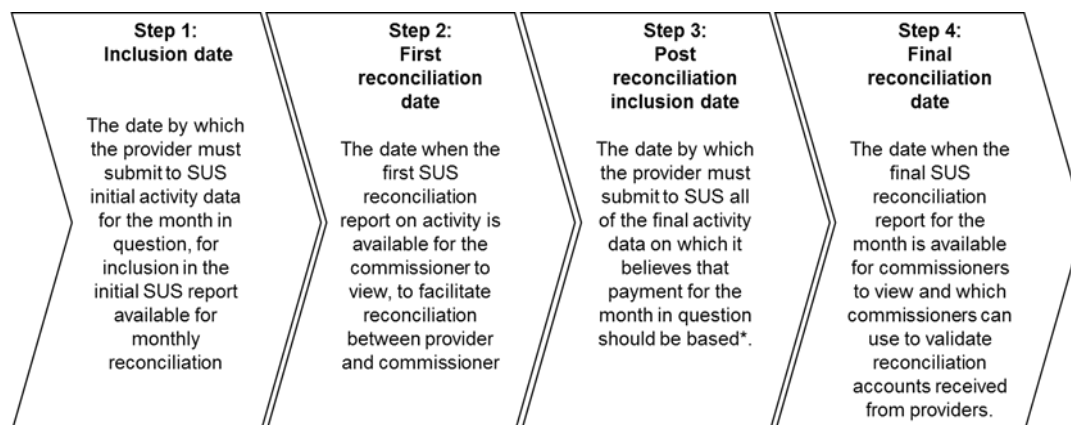 Step 1:
Inclusion date
The date by which
the provider must
submit to SUS
initial activity data
for the month in
question, for
inclusion in the
initial SUS report
available for
monthly
reconciliation
Step 2:
First
reconciliation
date
The date when the
first SUS
reconciliation
report on activity is
available for the
commissioner to
view, to facilitate
reconciliation
between provider
and commissioner
Step 3:
Post
reconciliation
inclusion date
The date by which
the provider must
submit to SUS all
of the final activity
data on which it
believes that
payment for the
month in question
should be based*.
Step 4:
Final
reconciliation
date
The date when the
final SUS
reconciliation
report for the
month is available
for commissioners
to view and which
commissioners can
use to validate
reconciliation
accounts received
from providers.